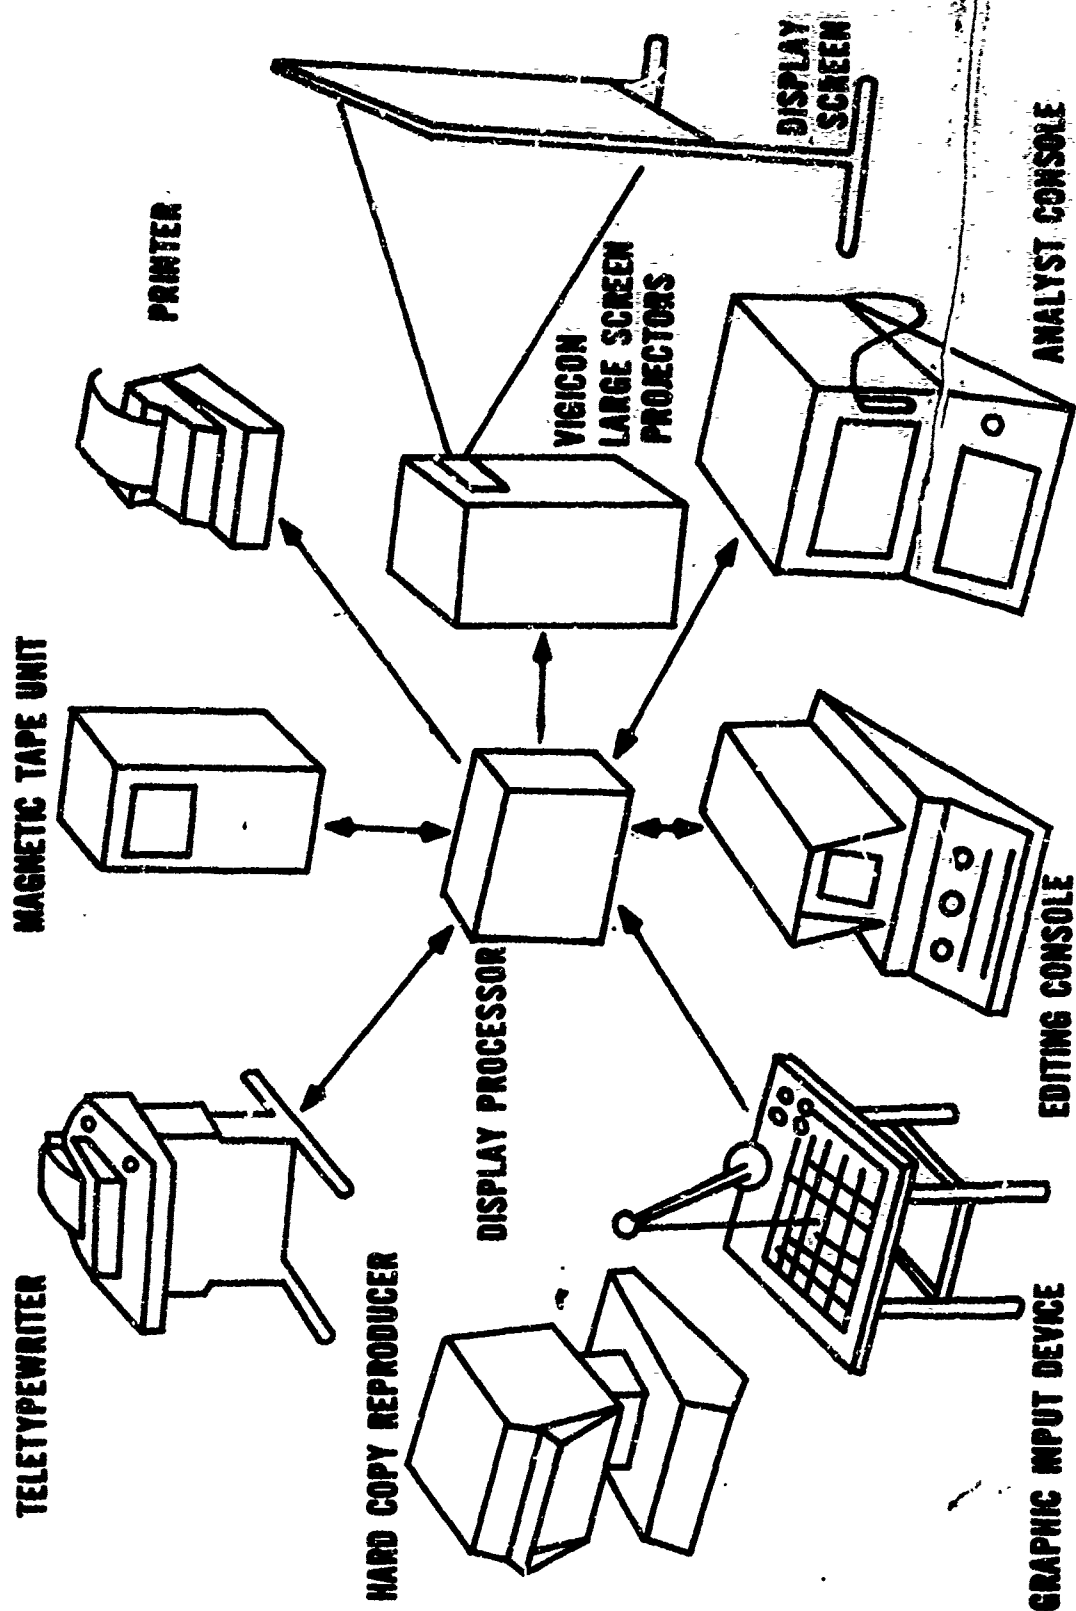 TELETYPEWRITER
MAGNETIC TAPE UNIT
PRINTER
HARD COPY REPRODUCER
DISPLAY PROCESSOR
VIGICON
LARGE SCREEN
PROJECTORS
DISPLAY
SCREEN
GRAPHIC INPUT DEVICE
EDITING CONSOLE
ANALYST CONSOLE